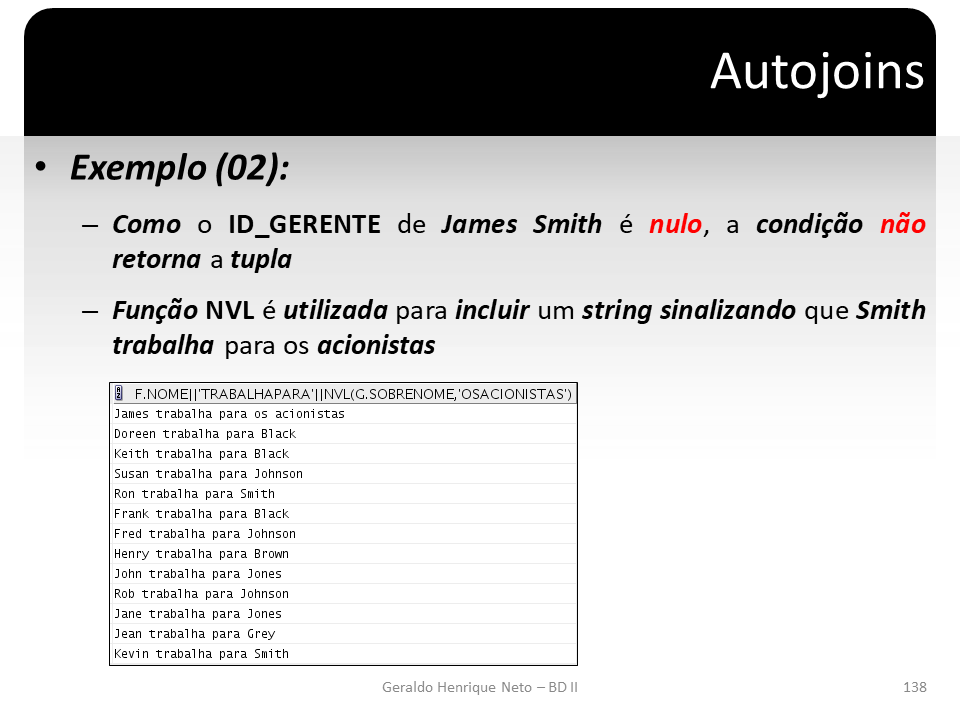 Autojoins
• Exemplo (02):
– Como o ID_GERENTE de James Smith é nulo, a condição não
retorna a tupla
– Função NVL é utilizada para incluir um string sinalizando que Smith
trabalha para os acionistas
F.NOME||'TRABALHAPARA'||NVL(G.SOBRENOME,'OSACIONISTAS')
James trabalha para os acionistas
Doreen trabalha para Black
Keith trabalha para Black
Susan trabalha para Johnson
Ron trabalha para Smith
Frank trabalha para Black
Fred trabalha para Johnson
Henry trabalha para Brown
John trabalha para Jones
Rob trabalha para Johnson
Jane trabalha para Jones
Jean trabalha para Grey
Kevin trabalha para Smith
Geraldo Henrique Neto – BD II
138